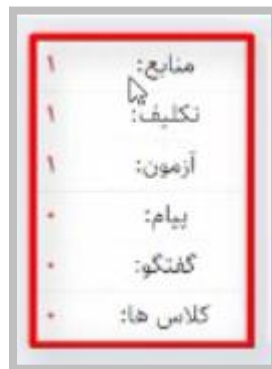 منابع: ۱
تکلیف: ۱
آزمون: ۱
پیام: ۰
گفتگو: ۰
کلاس ها: ۰